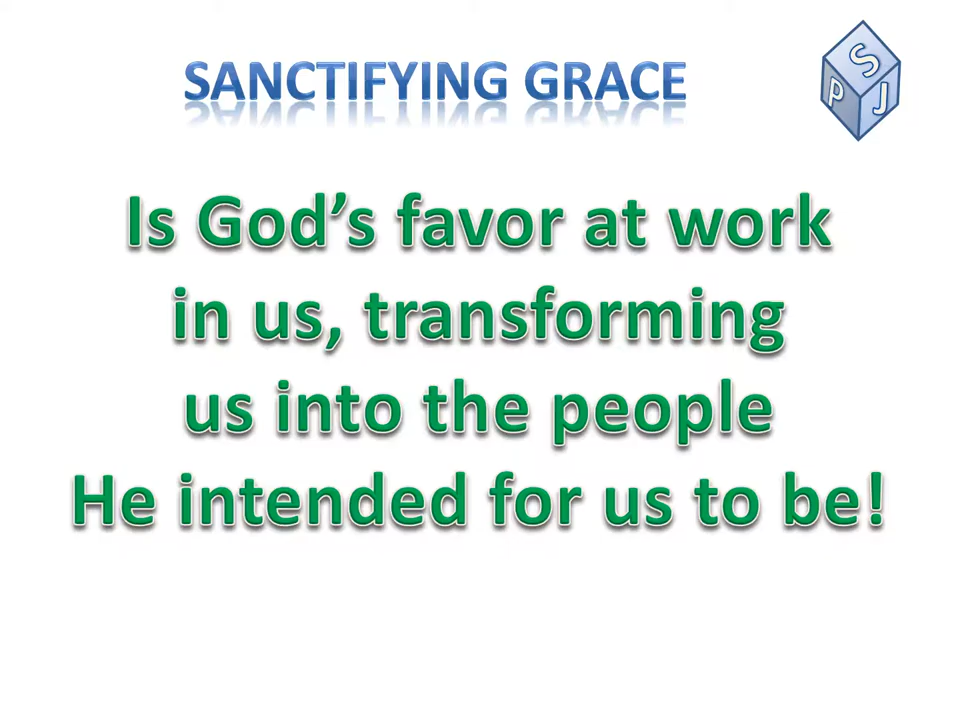 SANCTIFYING GRACE
S
P J
Is God’s favor at work
in us, transforming
us into the people
He intended for us to be!